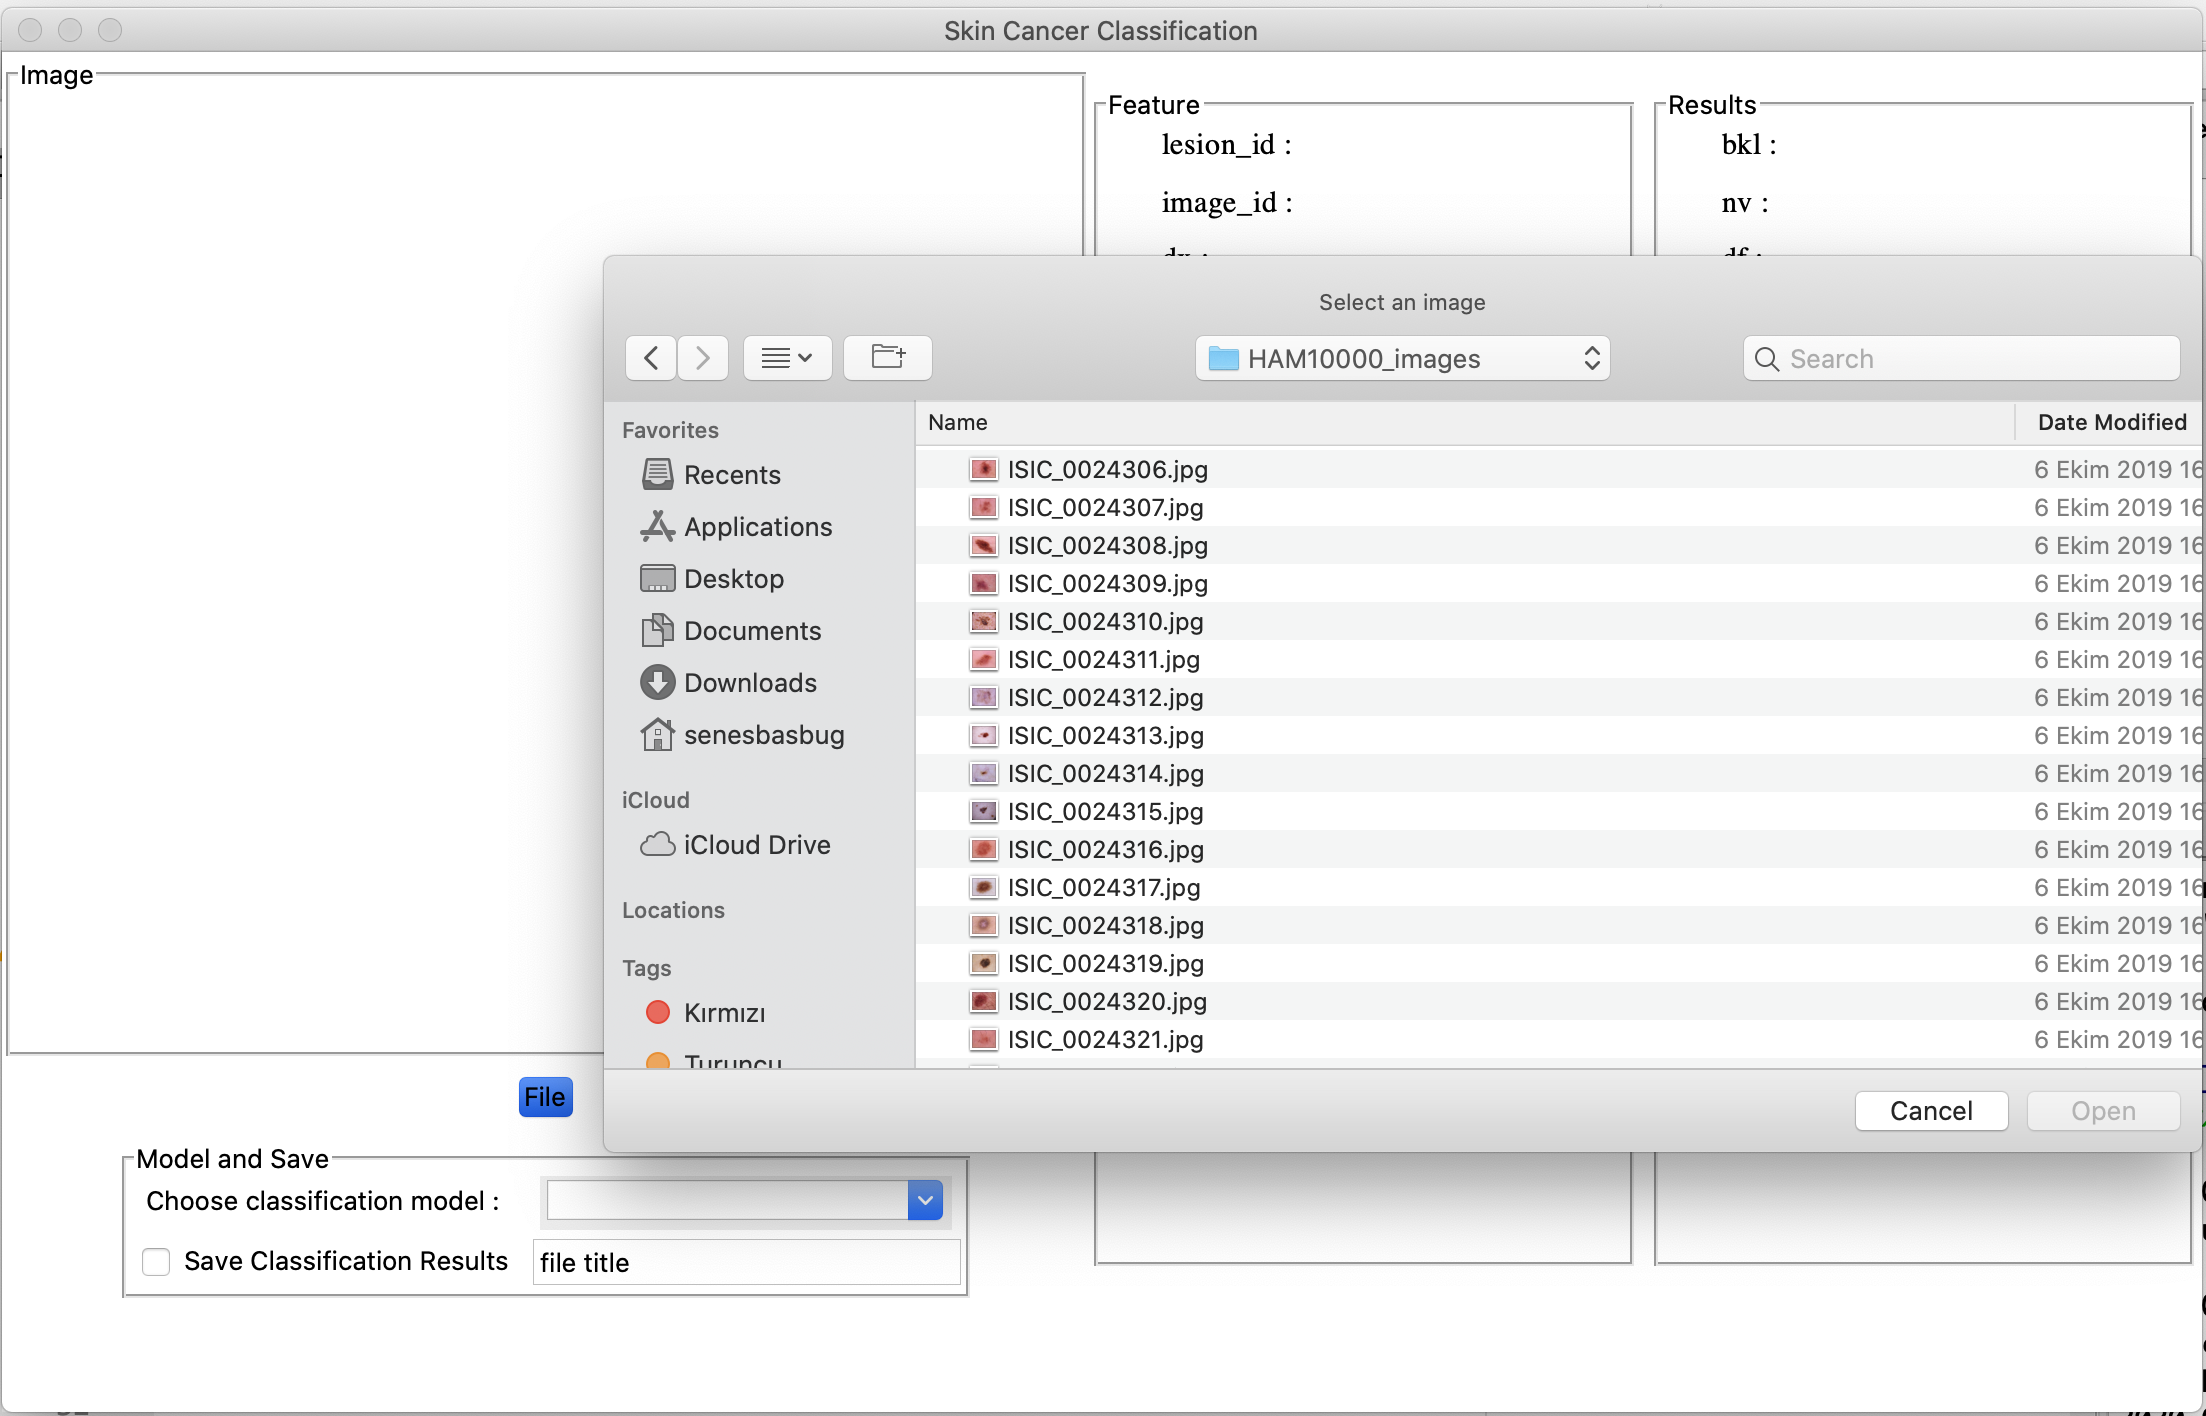 Skin Cancer Classification
Image
Feature
lesion_id :
image_id :
dx :
Results
bkl :
nv :
df :
Select an image
HAM10000_images
Search
Favorites
Recents
Applications
Desktop
Documents
Downloads
senesbasbug
iCloud
iCloud Drive
Locations
Tags
Kırmızı
Turuncu
Name
Date Modified
ISIC_0024306.jpg 6 Ekim 2019 16
ISIC_0024307.jpg 6 Ekim 2019 16
ISIC_0024308.jpg 6 Ekim 2019 16
ISIC_0024309.jpg 6 Ekim 2019 16
ISIC_0024310.jpg 6 Ekim 2019 16
ISIC_0024311.jpg 6 Ekim 2019 16
ISIC_0024312.jpg 6 Ekim 2019 16
ISIC_0024313.jpg 6 Ekim 2019 16
ISIC_0024314.jpg 6 Ekim 2019 16
ISIC_0024315.jpg 6 Ekim 2019 16
ISIC_0024316.jpg 6 Ekim 2019 16
ISIC_0024317.jpg 6 Ekim 2019 16
ISIC_0024318.jpg 6 Ekim 2019 16
ISIC_0024319.jpg 6 Ekim 2019 16
ISIC_0024320.jpg 6 Ekim 2019 16
ISIC_0024321.jpg 6 Ekim 2019 16
Cancel
Open
File
Model and Save
Choose classification model :
Save Classification Results
file title